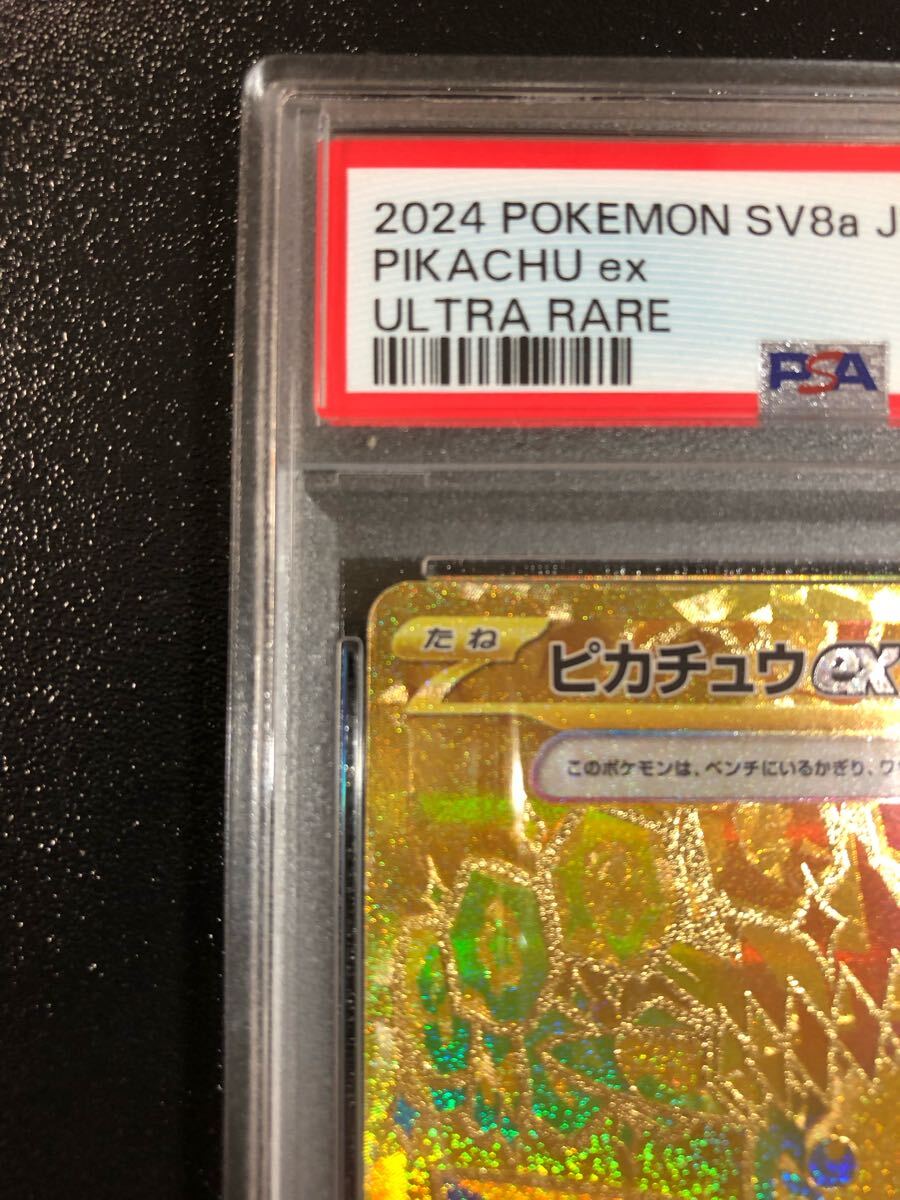 2024 POKEMON SV8a J
PIKACHU ex
ULTRA RARE
PSA
たね
ピカチュウex
このポケモンは、ベンチにいるかぎり、ワ